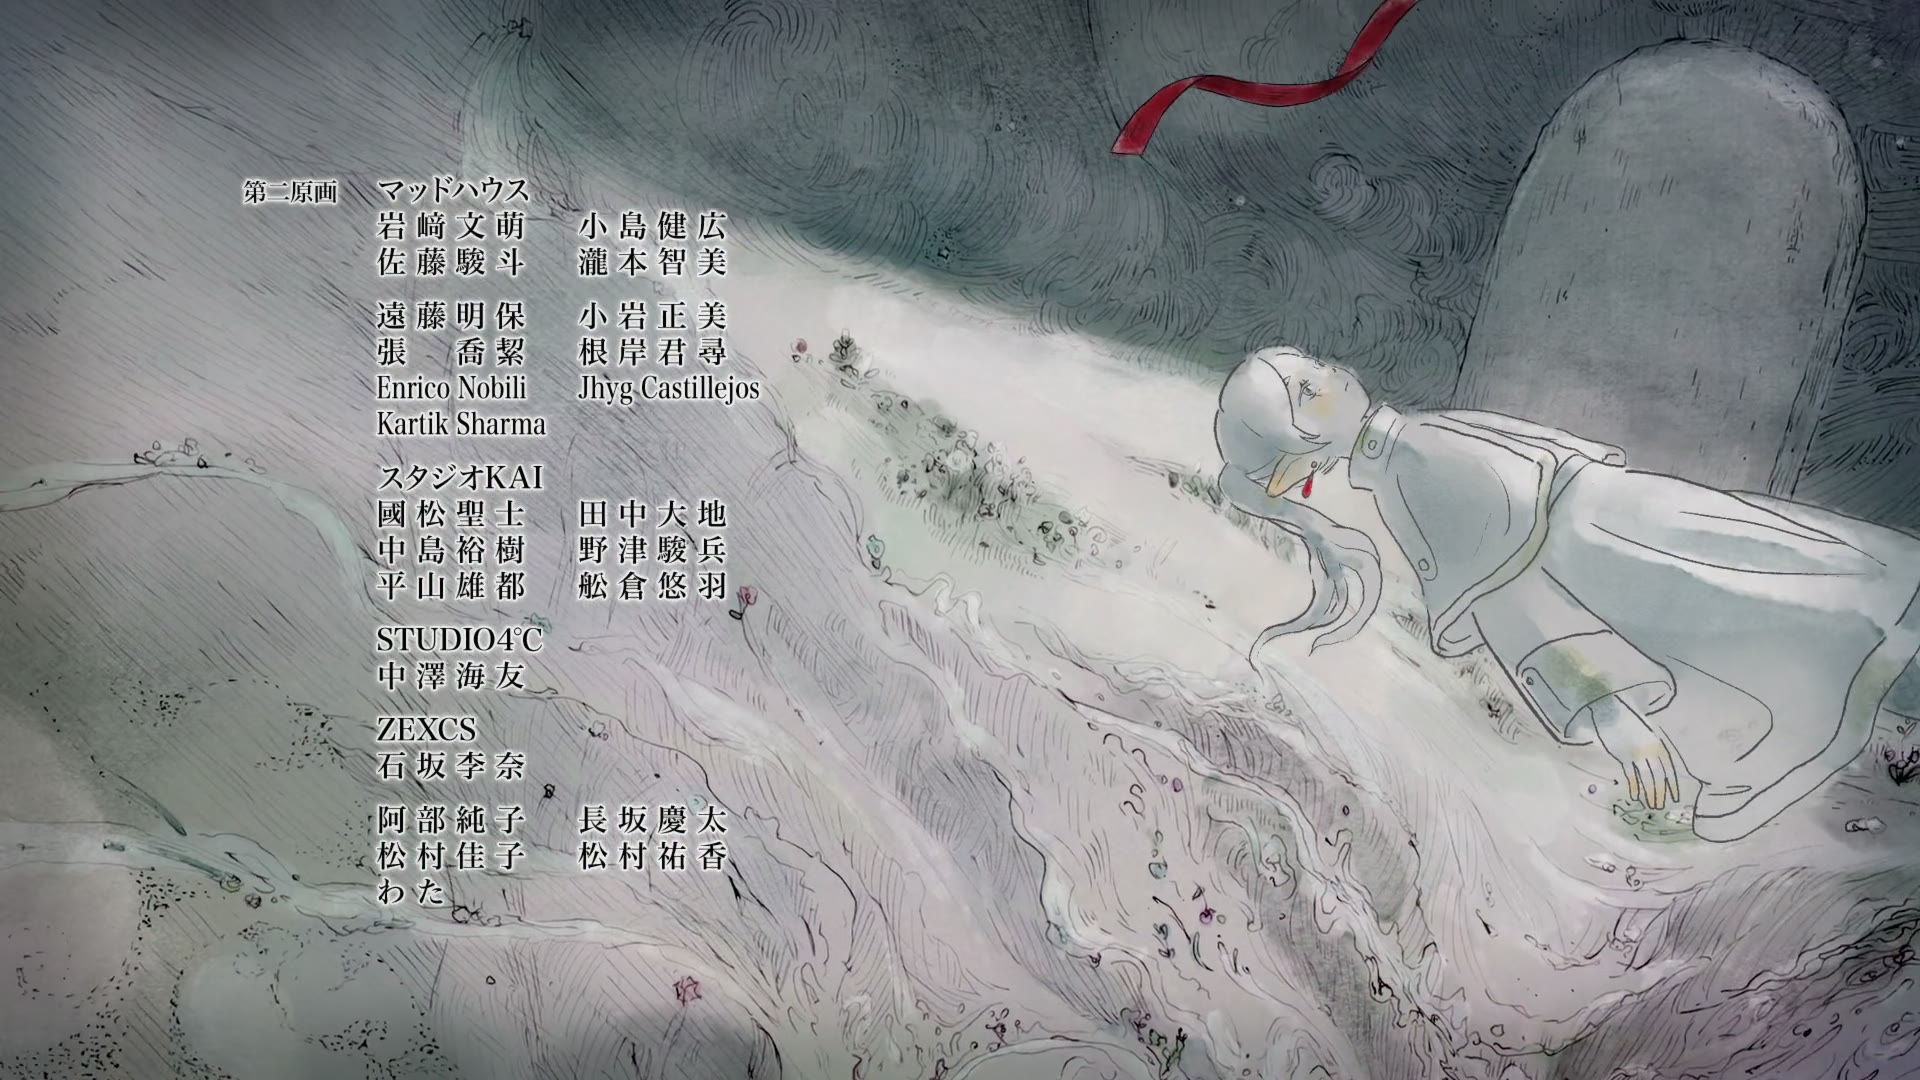 第二原画 マッドハウス
岩﨑文萌 小島健広
佐藤駿斗 瀧本智美
遠藤明保 小岩正美
張 喬絜 根岸君尋
Enrico Nobili Jhyg Castillejos
Kartik Sharma
スタジオKAI
國松聖士 田中大地
中島裕樹 野津駿兵
平山雄都 舩倉悠羽
STUDIO4℃
中澤海友
ZEXCS
石坂李奈
阿部純子 長坂慶太
松村佳子 松村祐香
わた